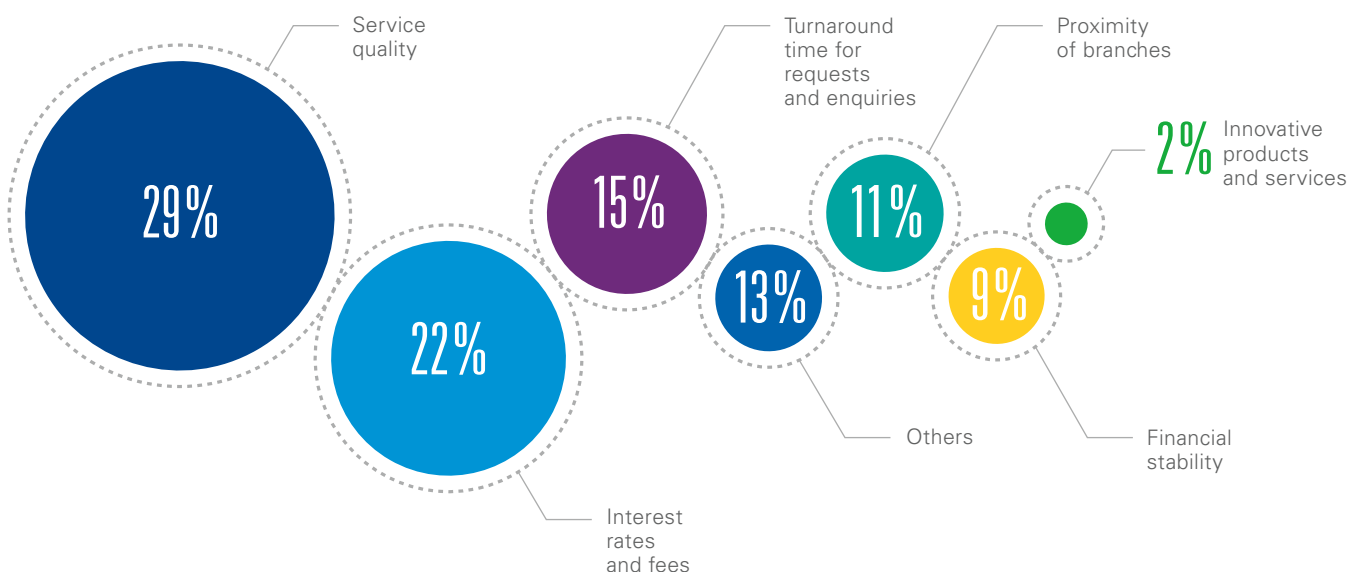 Service
quality
29%
Interest
rates
and fees
22%
Turnaround
time for
requests
and enquiries
15%
Others
13%
Proximity
of branches
11%
Financial
stability
9%
2%
Innovative
products
and services